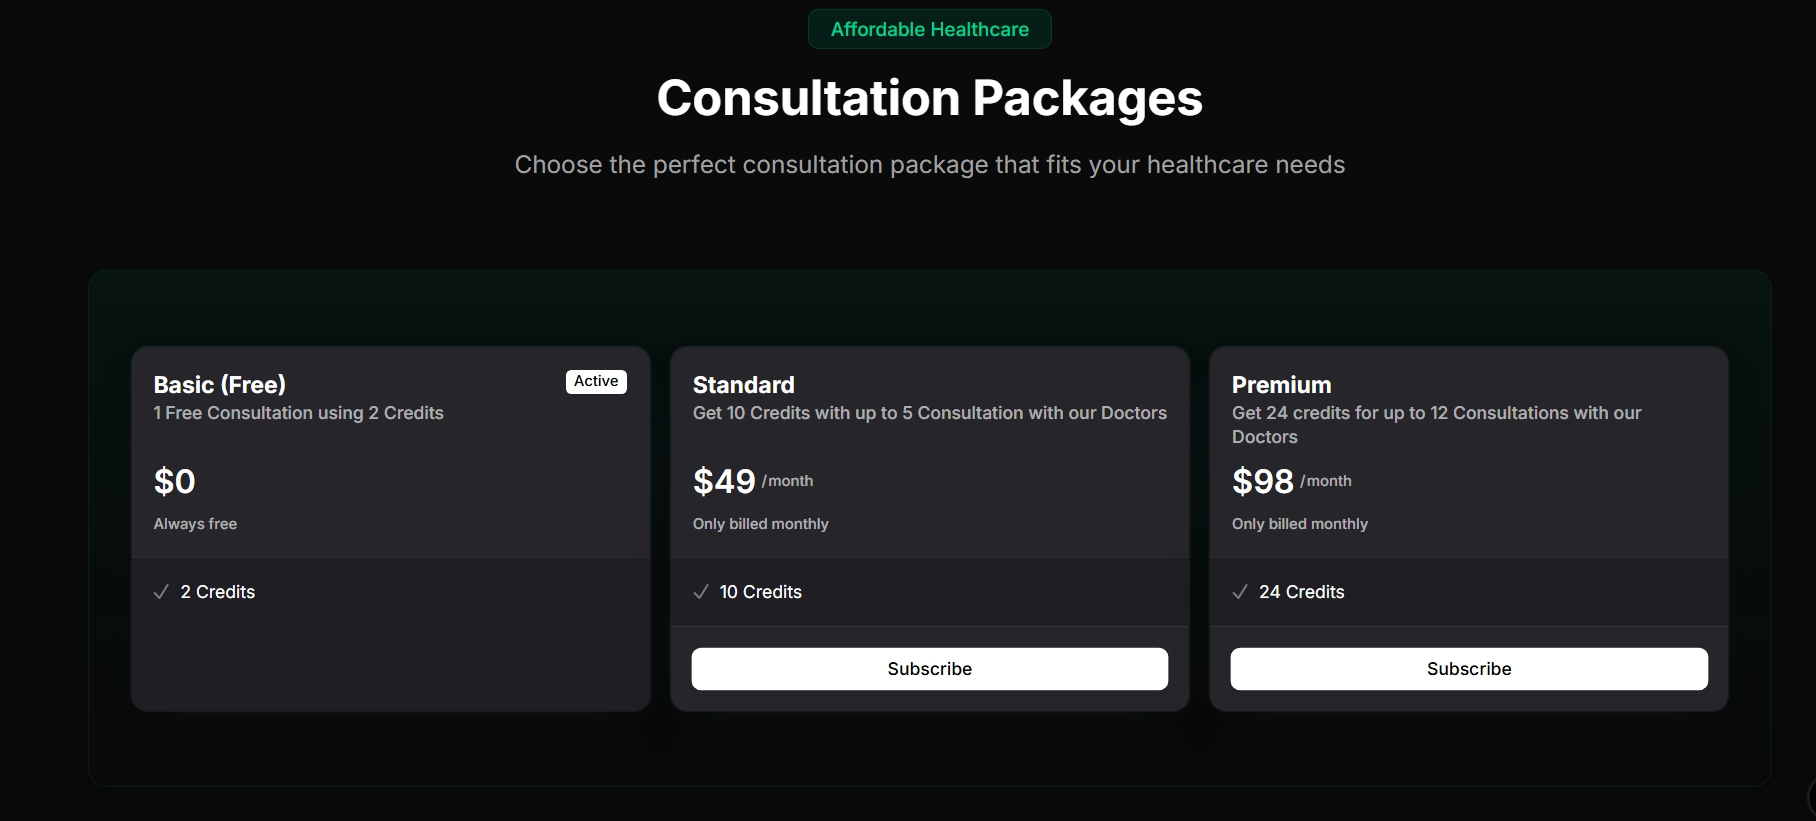 Affordable Healthcare
Consultation Packages
Choose the perfect consultation package that fits your healthcare needs
Basic (Free)
Active
1 Free Consultation using 2 Credits
$0
Always free
2 Credits
Standard
Get 10 Credits with up to 5 Consultation with our Doctors
$49 /month
Only billed monthly
10 Credits
Subscribe
Premium
Get 24 credits for up to 12 Consultations with our
Doctors
$98 /month
Only billed monthly
24 Credits
Subscribe